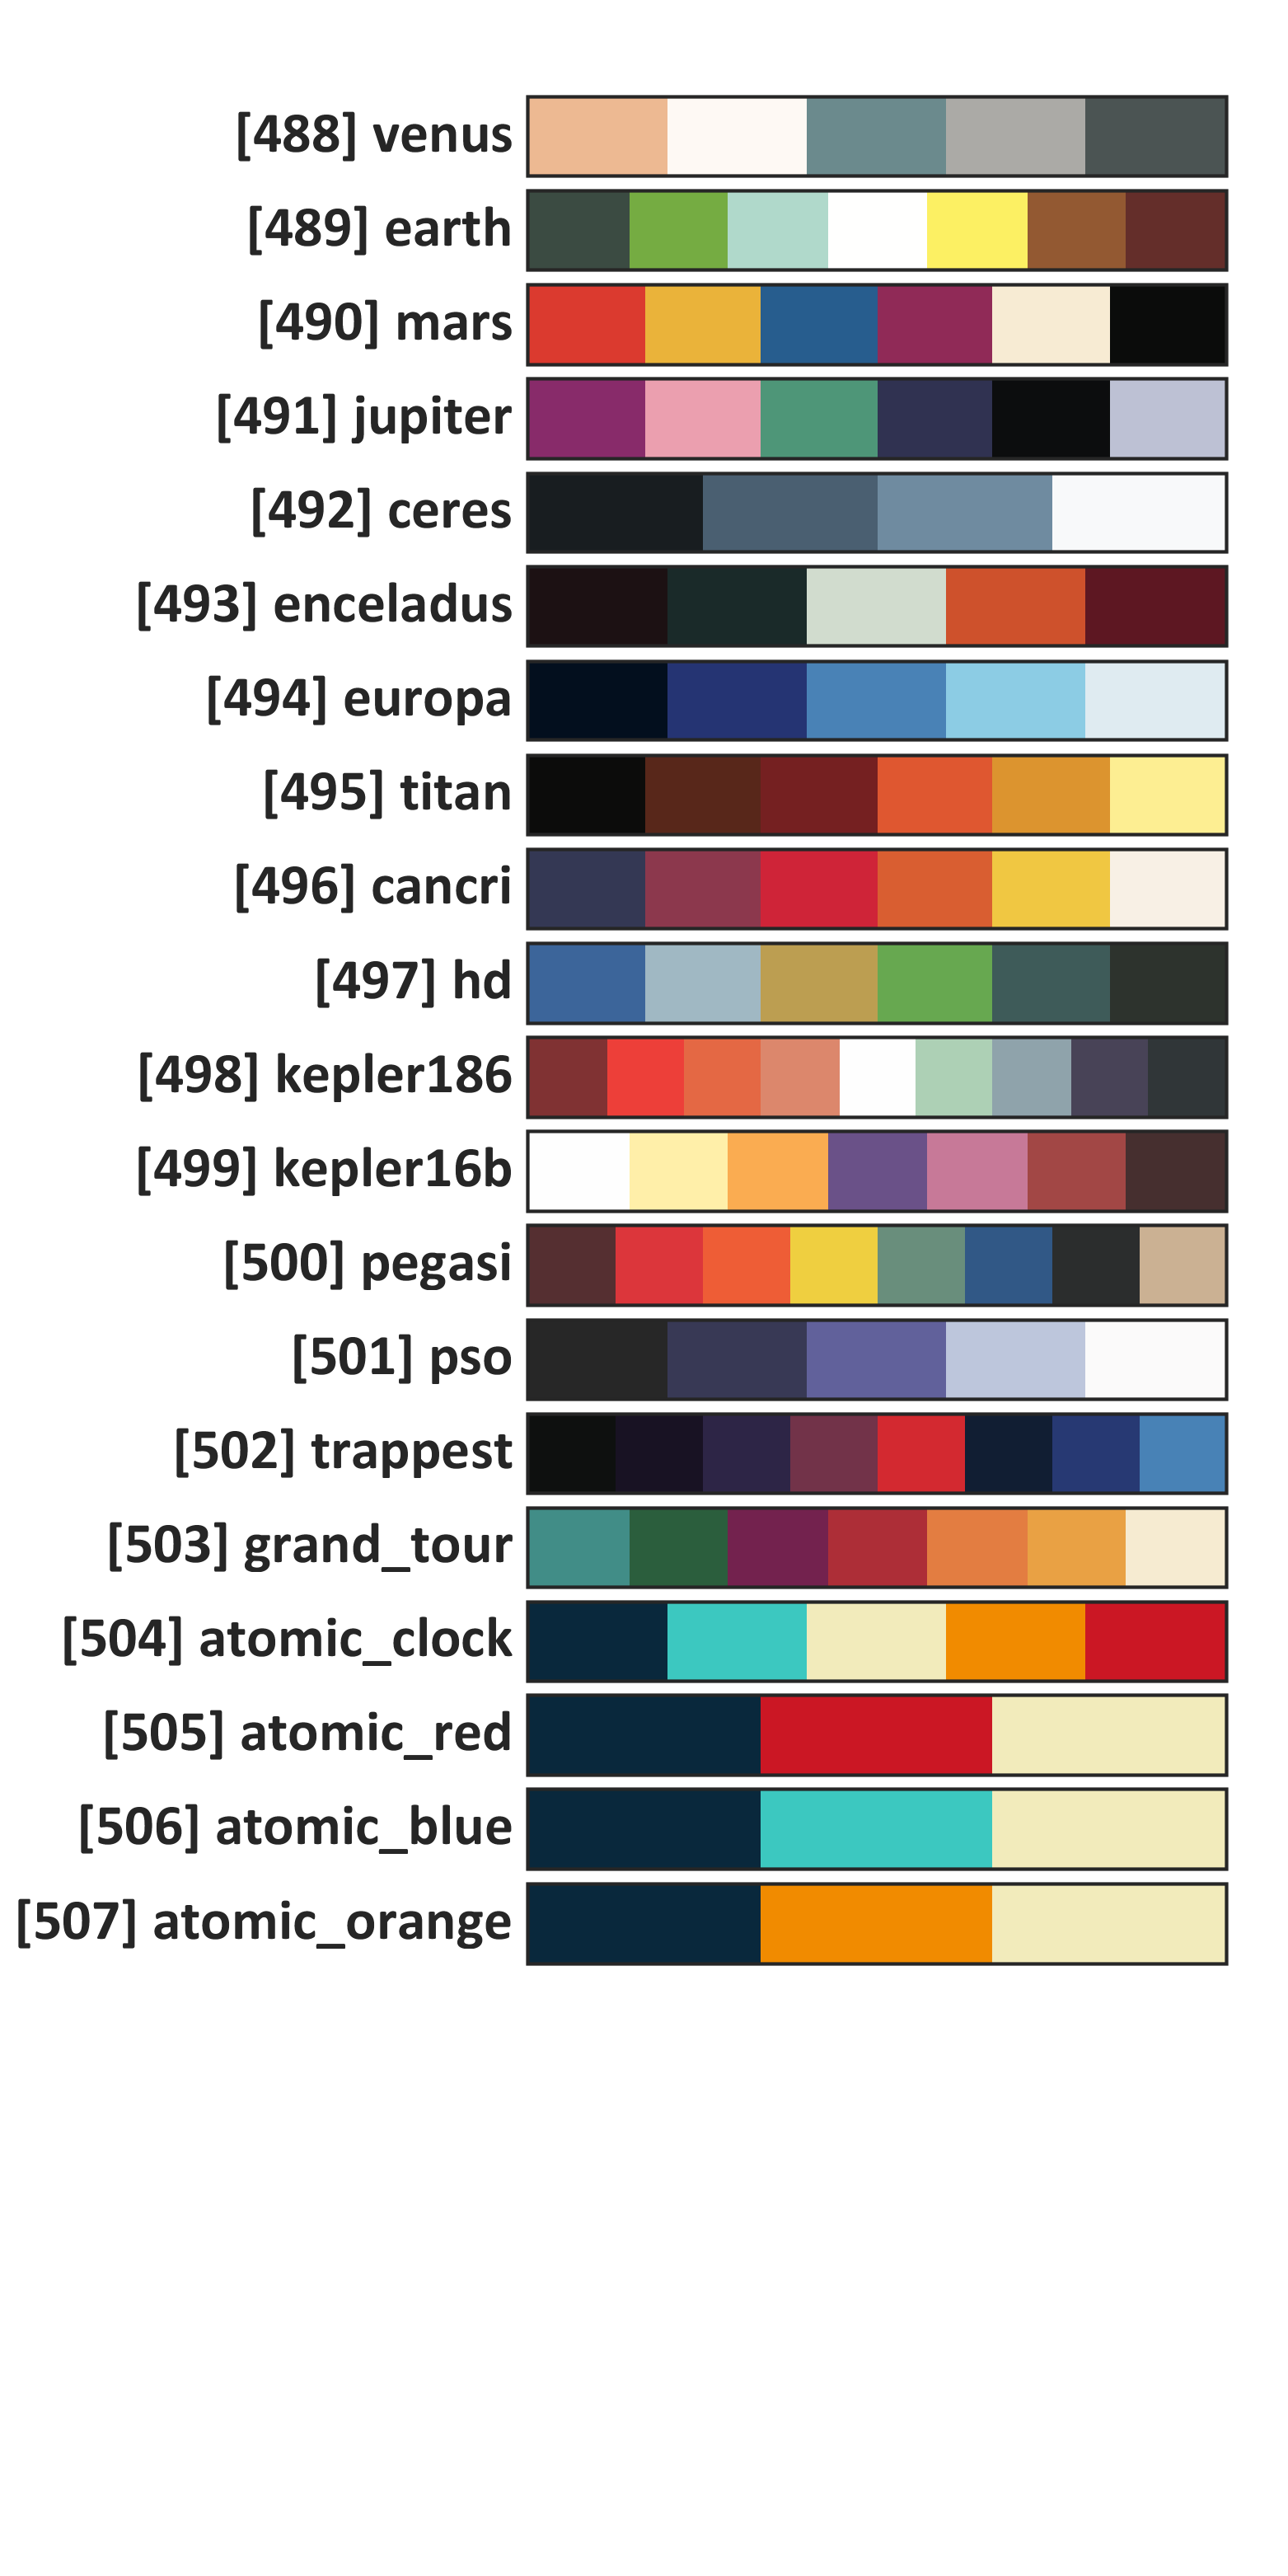 [488] venus
[489] earth
[490] mars
[491] jupiter
[492] ceres
[493] enceladus
[494] europa
[495] titan
[496] cancri
[497] hd
[498] kepler186
[499] kepler16b
[500] pegasi
[501] pso
[502] trappest
[503] grand_tour
[504] atomic_clock
[505] atomic_red
[506] atomic_blue
[507] atomic_orange